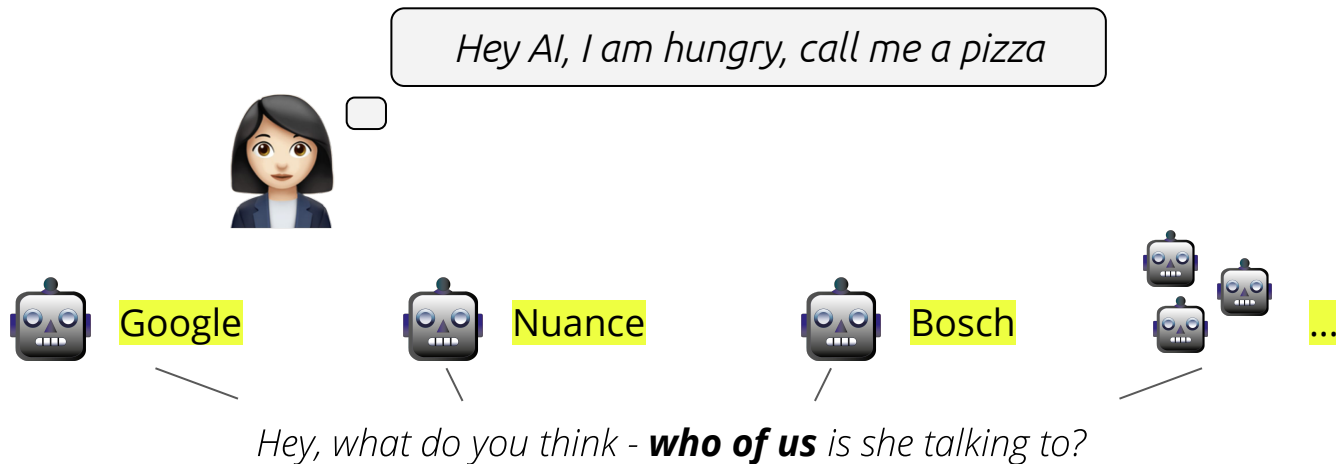 Hey AI, I am hungry, call me a pizza
Google
Nuance
Bosch
...
Hey, what do you think - who of us is she talking to?